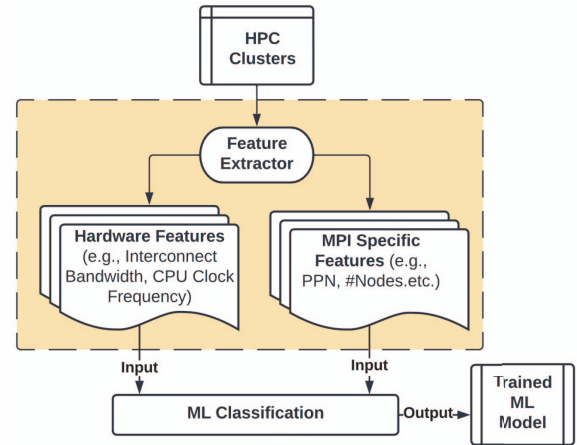 HPC
Clusters
Feature
Extractor
Hardware Features
(e.g., Interconnect
Bandwidth, CPU Clock
Frequency)
MPI Specific
Features (e.g.,
PPN, #Nodes.etc.)
Input
Input
ML Classification
Output
Trained
ML
Model